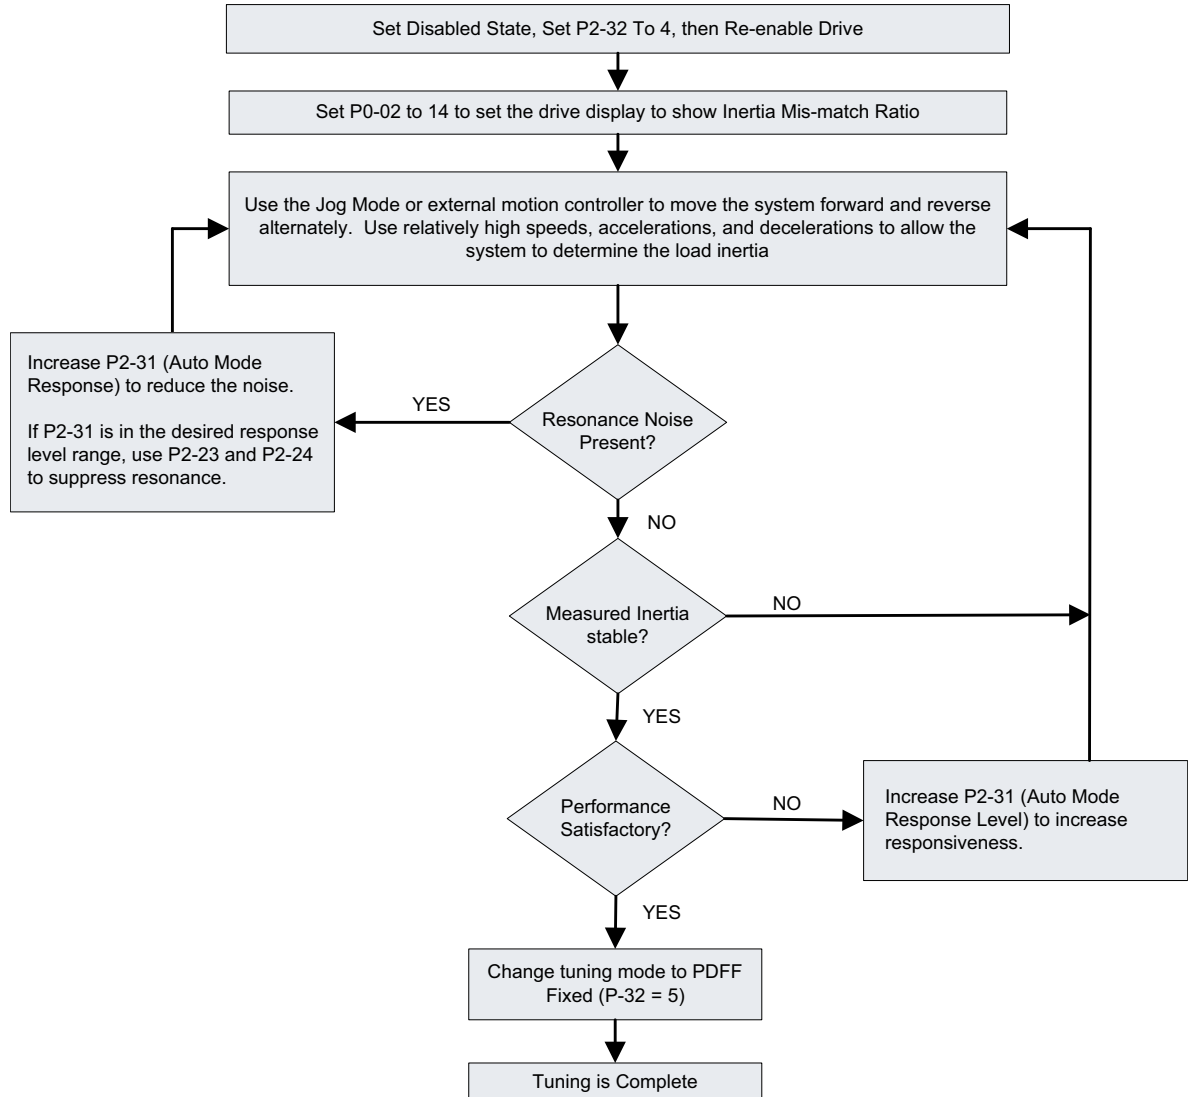 Set Disabled State, Set P2-32 To 4, then Re-enable Drive
Set P0-02 to 14 to set the drive display to show Inertia Mis-match Ratio
Use the Jog Mode or external motion controller to move the system forward and reverse
alternately.  Use relatively high speeds, accelerations, and decelerations to allow the
system to determine the load inertia
Increase P2-31 (Auto Mode
Response) to reduce the noise.
If P2-31 is in the desired response
level range, use P2-23 and P2-24
to suppress resonance.
YES
Resonance Noise
Present?
NO
Measured Inertia
stable?
NO
YES
Performance
Satisfactory?
NO
Increase P2-31 (Auto Mode
Response Level) to increase
responsiveness.
YES
Change tuning mode to PDFF
Fixed (P-32 = 5)
Tuning is Complete